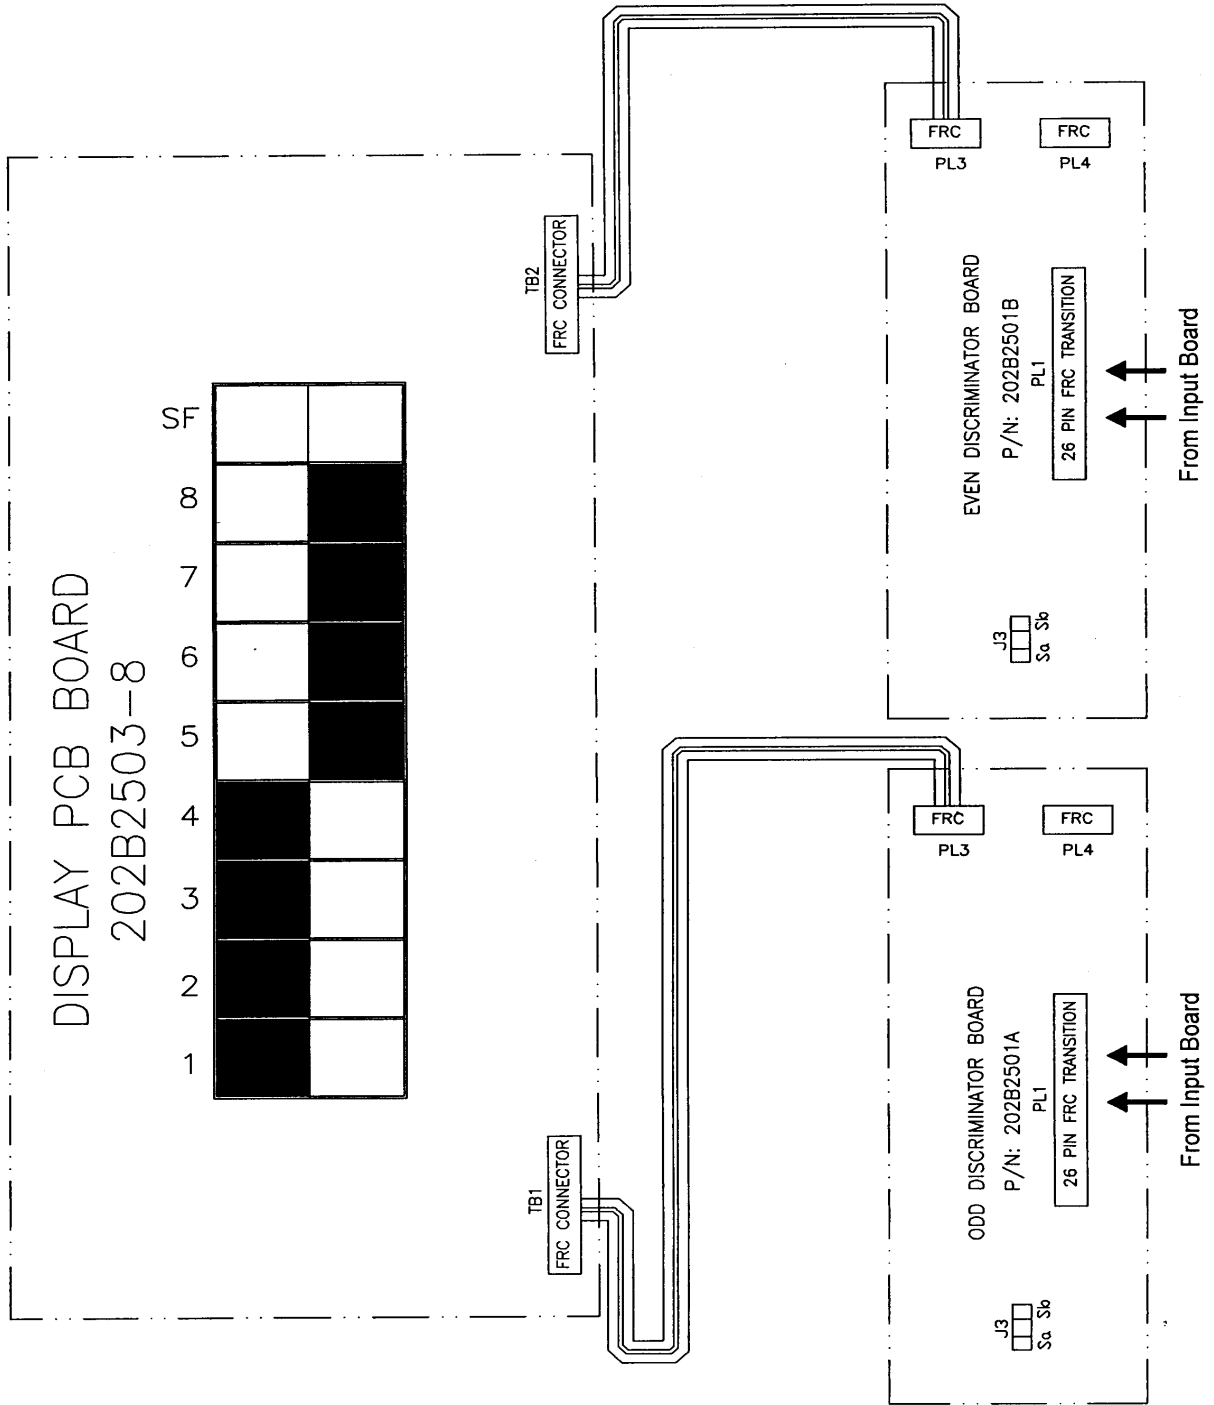 DISPLAY PCB BOARD
202B2503-8
1 2 3 4 5 6 7 8 SF
TB1
FRC CONNECTOR
TB2
FRC CONNECTOR
J3
Sa Sb
ODD DISCRIMINATOR BOARD
P/N: 202B2501A
PL1
26 PIN FRC TRANSITION
FRC
PL3
FRC
PL4
From Input Board
J3
Sa Sb
EVEN DISCRIMINATOR BOARD
P/N: 202B2501B
PL1
26 PIN FRC TRANSITION
FRC
PL3
FRC
PL4
From Input Board